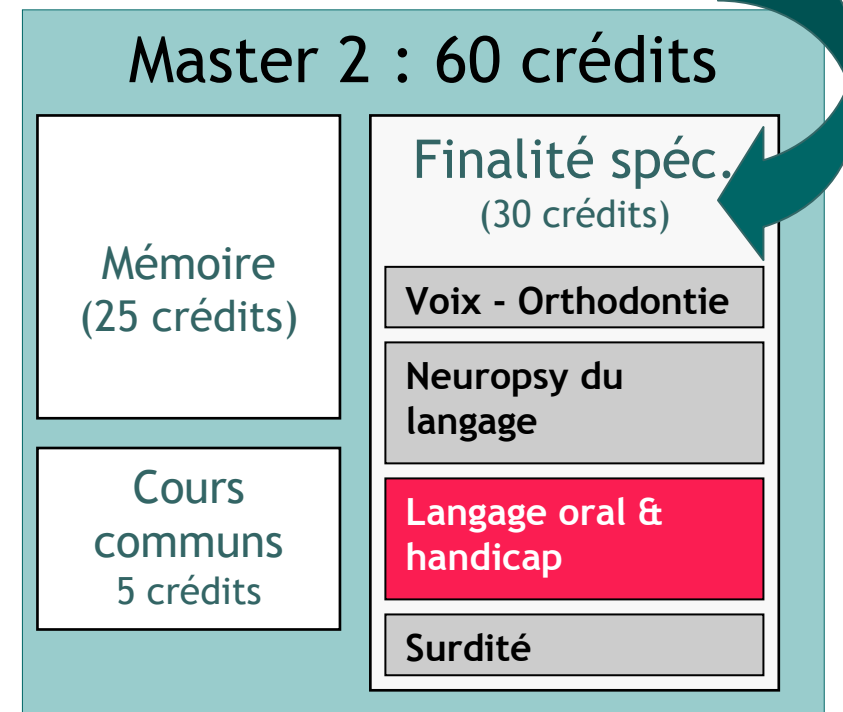 Master 2 : 60 crédits
Mémoire
(25 crédits)
Cours
communs
5 crédits
Finalité spéc.
(30 crédits)
Voix - Orthodontie
Neuropsy du
langage
Langage oral &
handicap
Surdité